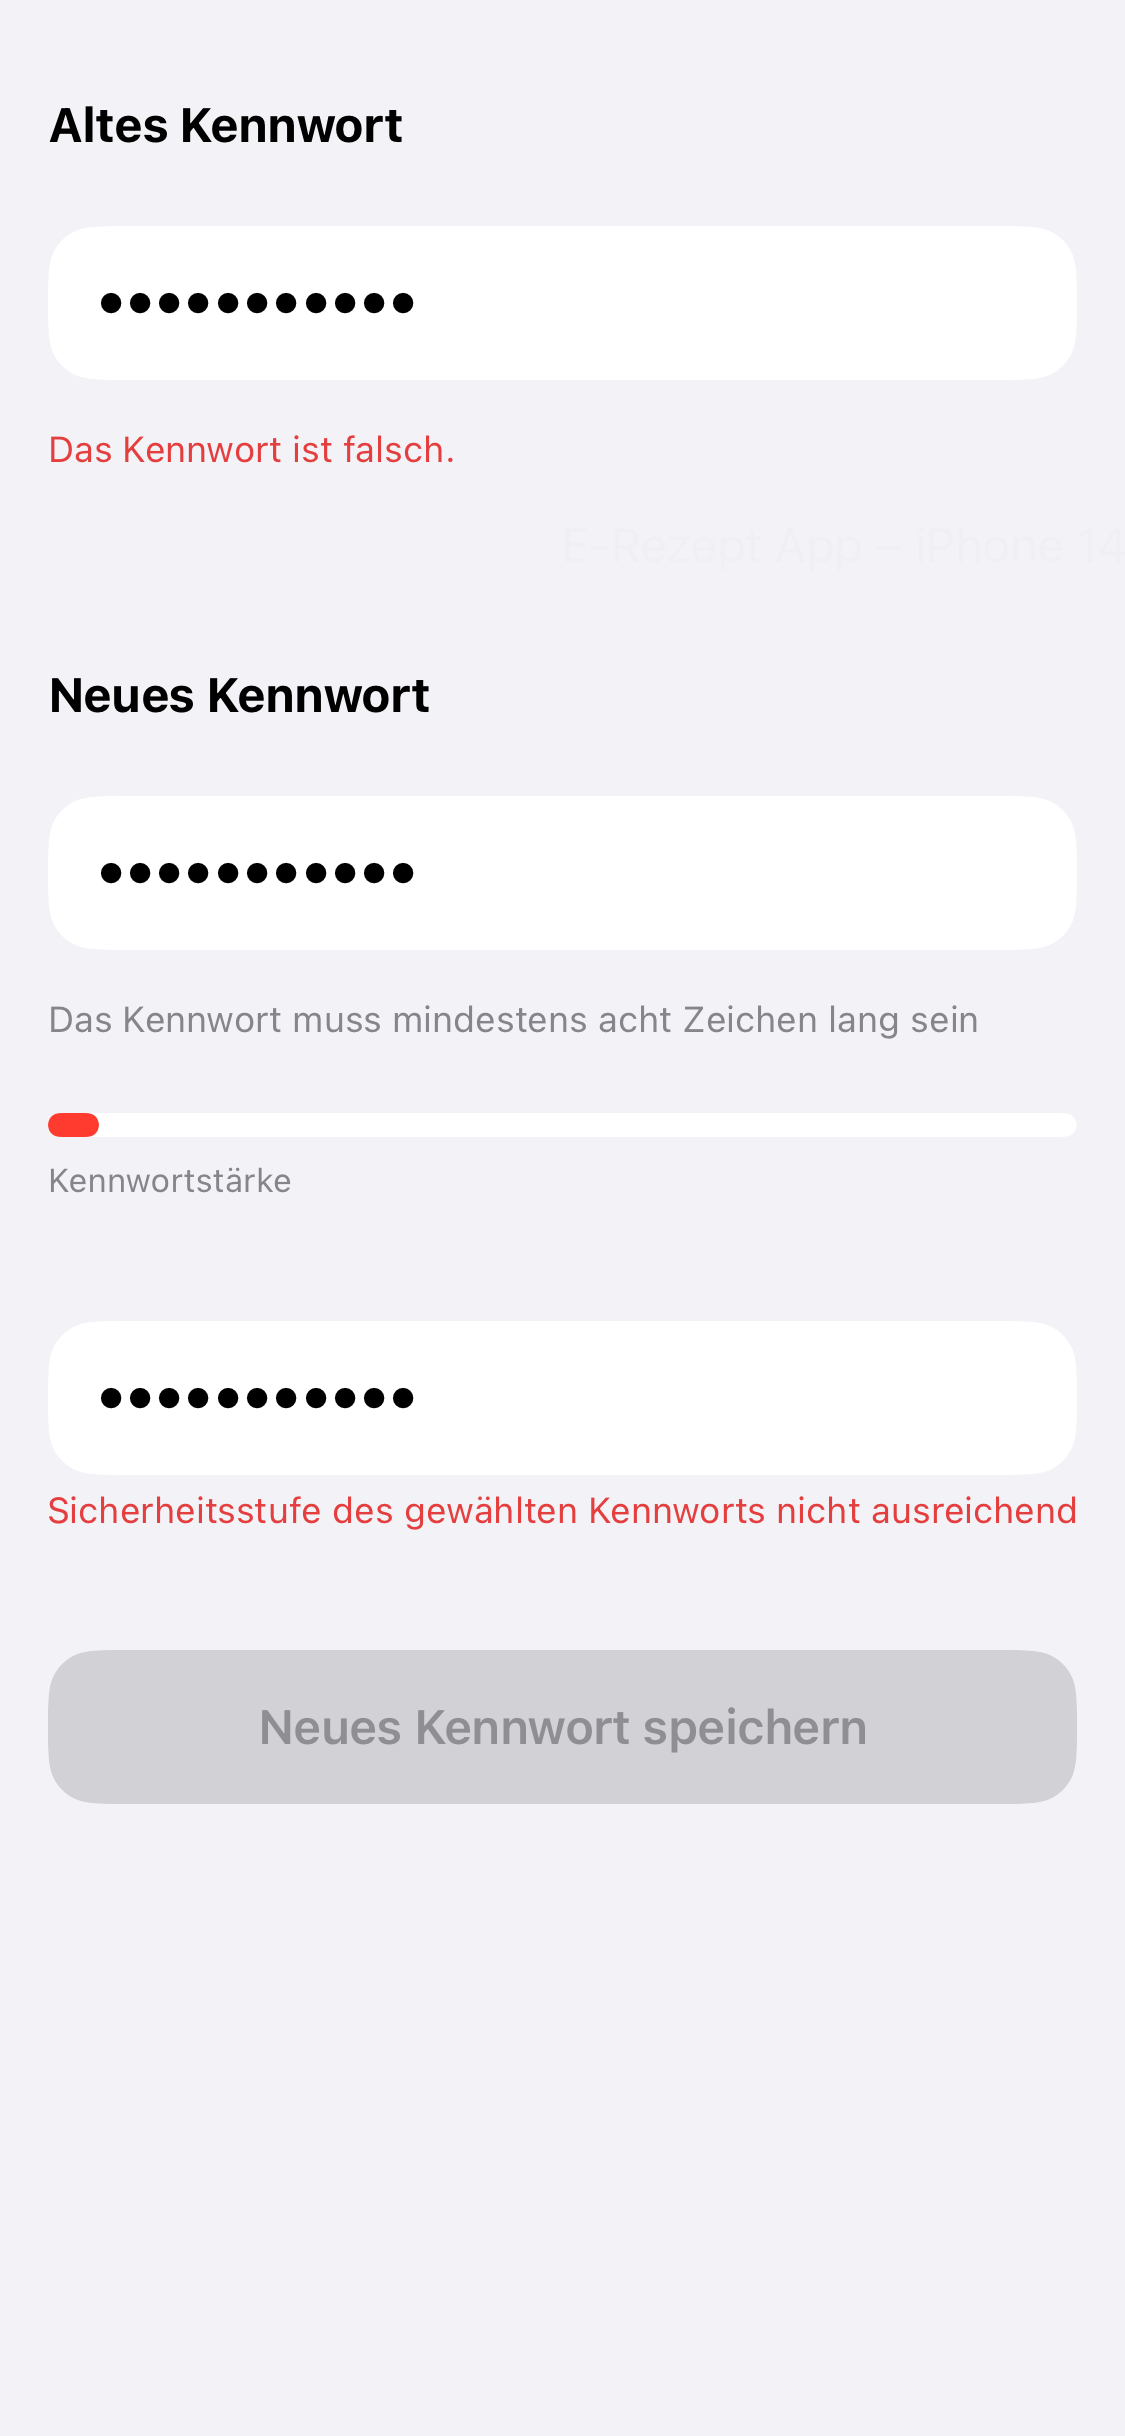 Altes Kennwort
•••••••••••
Das Kennwort ist falsch.
E-Rezept App – iPhone 14
Neues Kennwort
•••••••••••
Das Kennwort muss mindestens acht Zeichen lang sein
Kennwortstärke
•••••••••••
Sicherheitsstufe des gewählten Kennworts nicht ausreichend
Neues Kennwort speichern